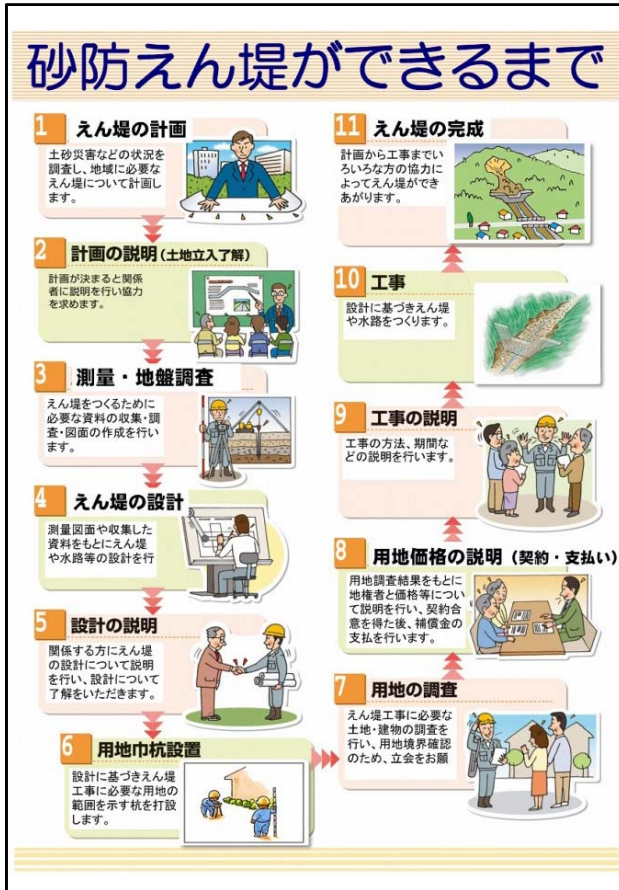 砂防えん堤ができるまで
1 えん堤の計画
土砂災害などの状況を
調査し、地域に必要な
えん堤について計画し
ます。
2 計画の説明(土地立入了解)
計画が決まると関係
者に説明を行い協力
を求めます。
3 測量・地盤調査
えん堤をつくるために
必要な資料の収集・調
査・図面の作成を行い
ます。
4 えん堤の設計
測量図面や収集した
資料をもとにえん堤
や水路等の設計を行
5 設計の説明
関係する方にえん堤
の設計について説明
を行い、設計について
了解をいただきます。
6 用地巾杭設置
設計に基づきえん堤
工事に必要な用地の
範囲を示す杭を打設
します。
7 用地の調査
えん堤工事に必要な
土地・建物の調査を
行い、用地境界確認
のため、立会をお願
8 用地価格の説明(契約・支払い)
用地調査結果をもとに
地権者と価格等につい
て説明を行い、契約合
意を得た後、補償金の
支払を行います。
9 工事の説明
工事の方法、期間な
どの説明を行います。
10 工事
設計に基づきえん堤
や水路をつくります。
11 えん堤の完成
計画から工事までい
ろいろな方の協力に
よってえん堤ができ
あがります。